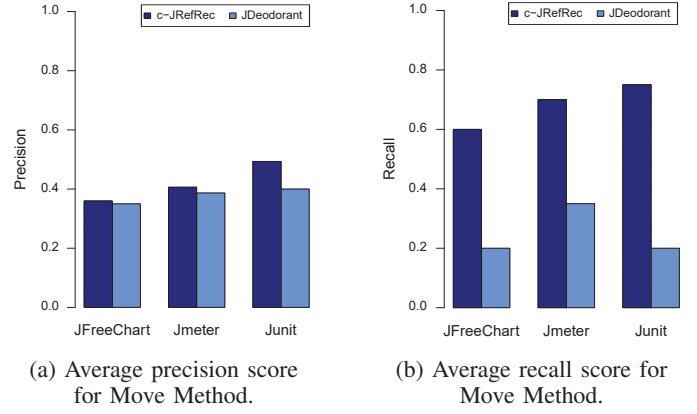 c-JRefRec JDeodorant
Precision
1.0
0.8
0.6
0.4
0.2
0.0
JFreeChart Jmeter Junit
(a) Average precision score
for Move Method.
c-JRefRec JDeodorant
Recall
1.0
0.8
0.6
0.4
0.2
0.0
JFreeChart Jmeter Junit
(b) Average recall score for
Move Method.